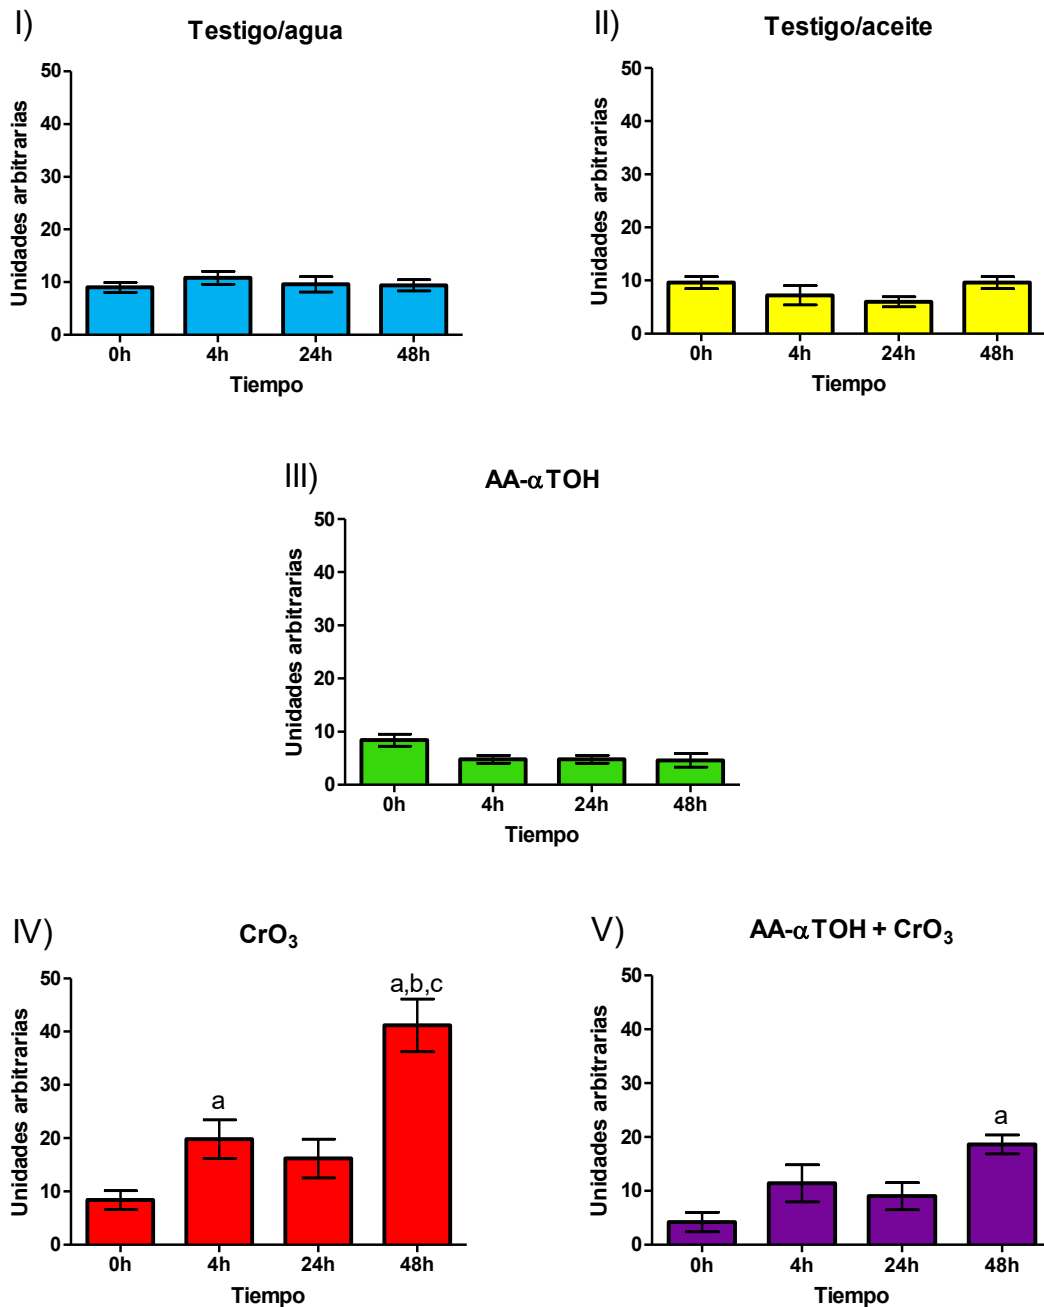 I)
Testigo/agua
Unidades arbitrarias
50
40
30
20
10
0
0h 4h 24h 48h
Tiempo
II)
Testigo/aceite
Unidades arbitrarias
50
40
30
20
10
0
0h 4h 24h 48h
Tiempo
III)
AA-αTOH
Unidades arbitrarias
50
40
30
20
10
0
0h 4h 24h 48h
Tiempo
IV)
CrO₃
Unidades arbitrarias
50
40
30
20
10
0
a
a,b,c
0h 4h 24h 48h
Tiempo
V)
AA-αTOH + CrO₃
Unidades arbitrarias
50
40
30
20
10
0
a
0h 4h 24h 48h
Tiempo